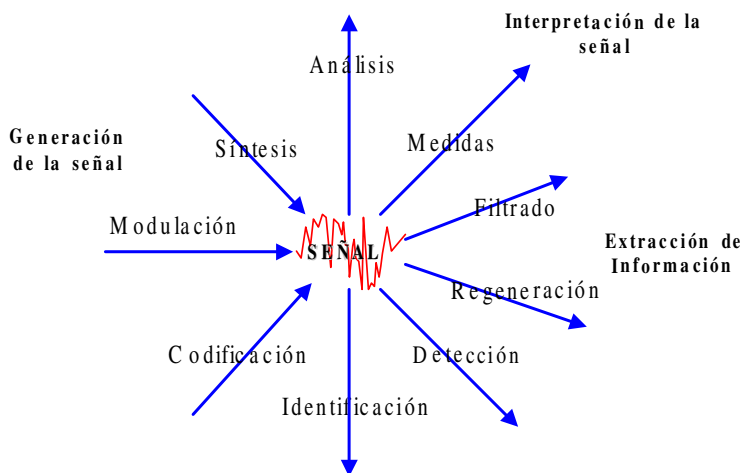 Interpretación de la
señal
Análisis
Generación
de la señal
Síntesis
Medidas
Modulación
Filtrado
SEÑAL
Extracción de
Información
Regeneración
Codificación
Detección
Identificación